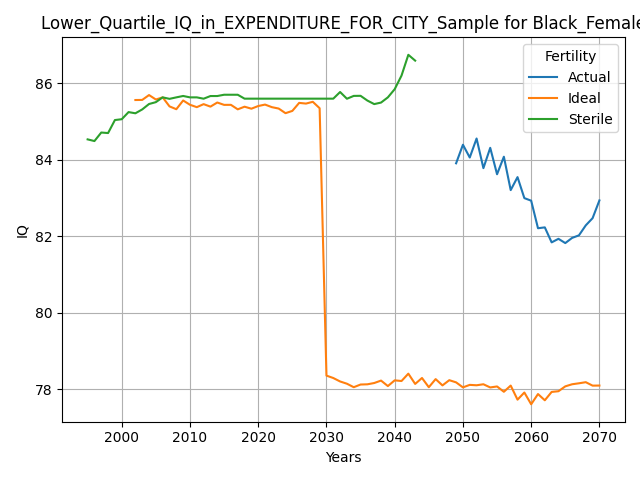 Lower_Quartile_IQ_in_EXPENDITURE_FOR_CITY_Sample for Black_Female
Fertility
Actual
Ideal
Sterile
IQ
86
84
82
80
78
2000 2010 2020 2030 2040 2050 2060 2070
Years